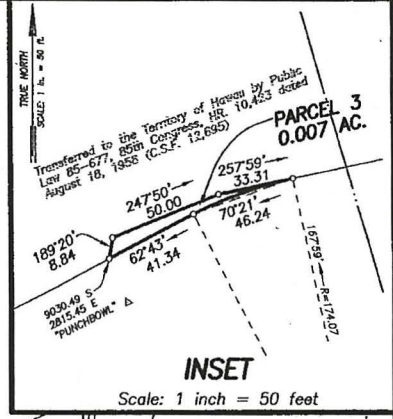 TRUE NORTH
SCALE: 1 in. = 50 ft.
Transferred to the Territory of Hawaii by Public
Law 85-677, 85th Congress, HR. 10,423 dated
August 18, 1958 (C.S.F. 12,695)
PARCEL 3
0.007 AC.
247°50'
50.00
257°59'
33.31
189°20'
8.84
62°43'
41.34
70°21'
46.24
167°59'
R=174.07
9030.49 S
2815.45 E
"PUNCHBOWL" △
INSET
Scale: 1 inch = 50 feet